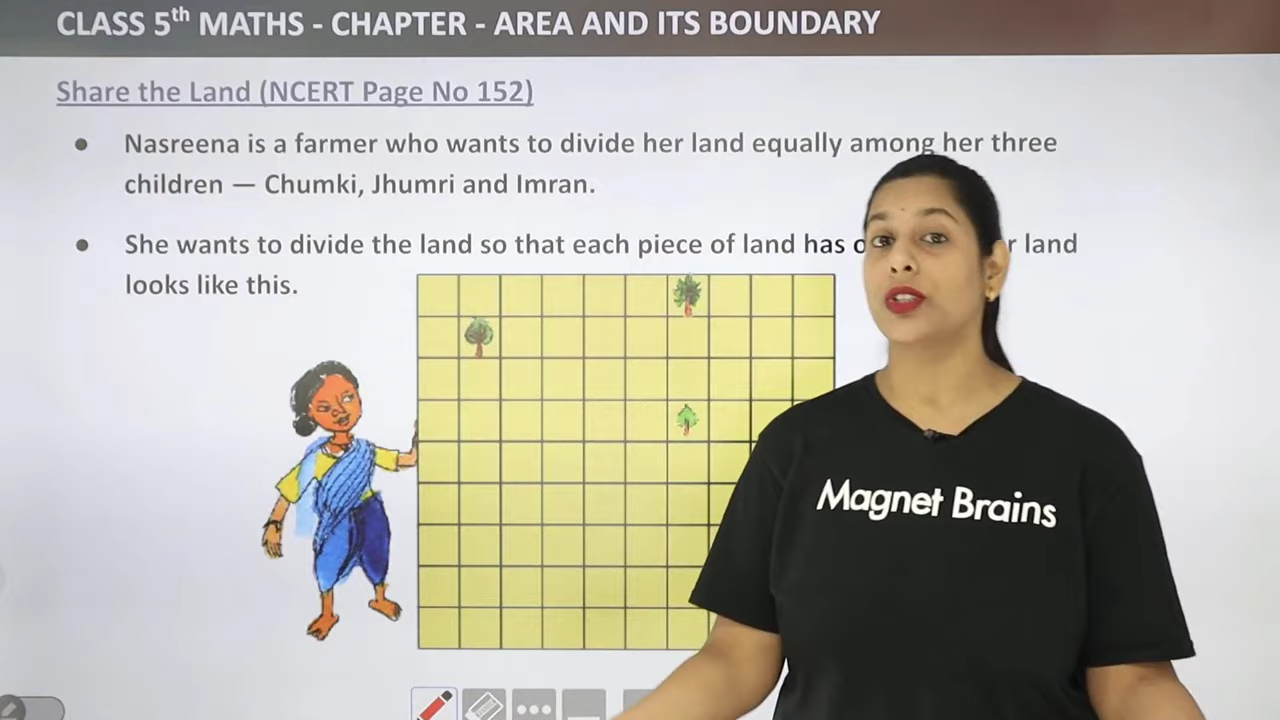 CLASS 5th MATHS - CHAPTER - AREA AND ITS BOUNDARY
Share the Land (NCERT Page No 152)
● Nasreena is a farmer who wants to divide her land equally among her three
children — Chumki, Jhumri and Imran.
● She wants to divide the land so that each piece of land has land
looks like this.
Magnet Brains